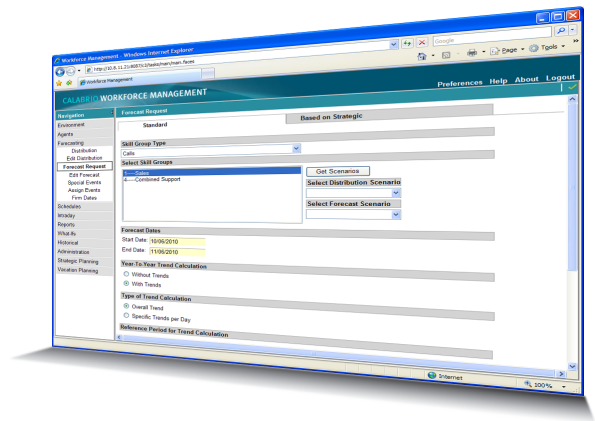 Workforce Management - Windows Internet Explorer
Google
Workforce Management
Page
Tools
Preferences Help About Logout
CALABRIO WORKFORCE MANAGEMENT
Navigation
Environment
Agents
Forecasting
Distribution
Edit Distribution
Forecast Request
Edit Forecast
Special Events
Assign Events
Firm Dates
Schedules
Intraday
Reports
What-Ifs
Historical
Administration
Strategic Planning
Vacation Planning
Forecast Request
Standard
Based on Strategic
Skill Group Type
Calls
Select Skill Groups
1----Sales
4----Combined Support
Get Scenarios
Select Distribution Scenario
Select Forecast Scenario
Forecast Dates
Start Date: 10/06/2010
End Date: 11/06/2010
Year-To-Year Trend Calculation
Without Trends
With Trends
Type of Trend Calculation
Overall Trend
Specific Trends per Day
Reference Period for Trend Calculation
Internet
100%